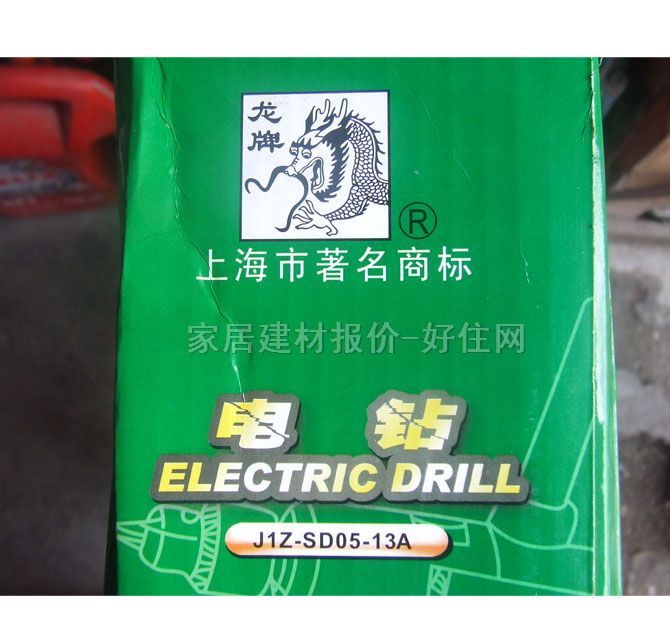 龙牌
®
上海市著名商标
家居建材报价-好住网
电钻
ELECTRIC DRILL
J1Z-SD05-13A